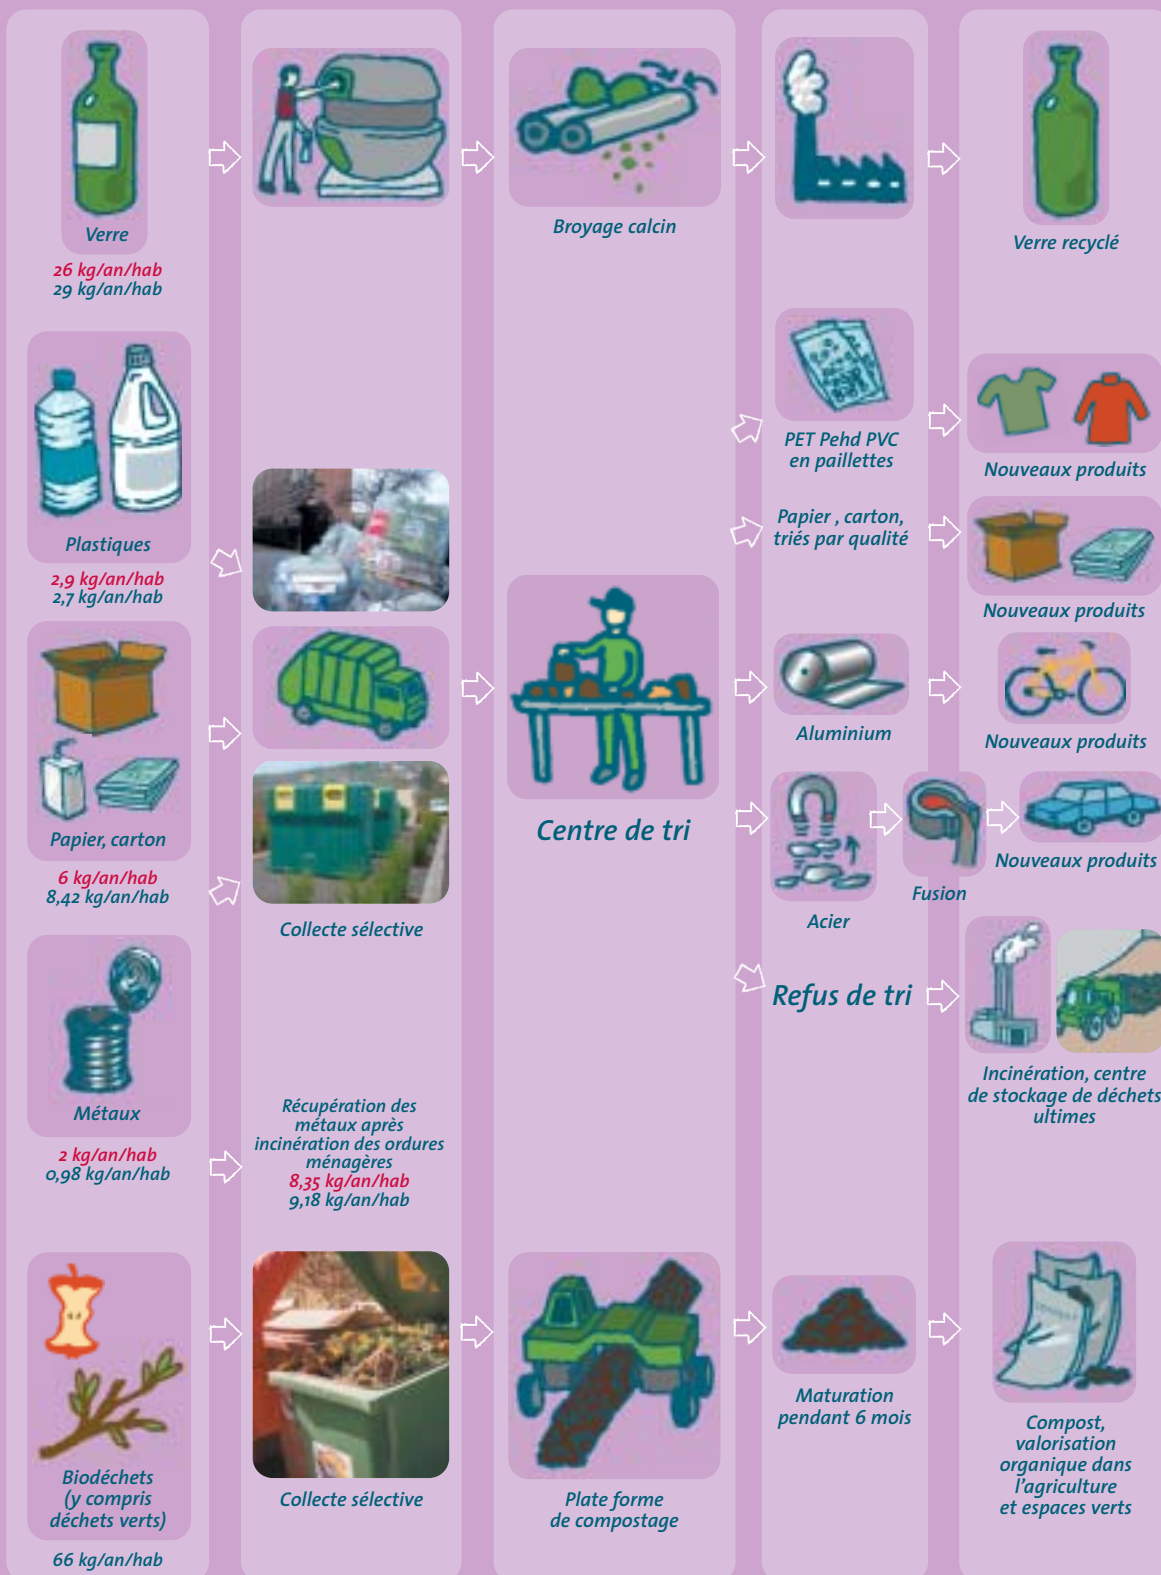 Verre
26 kg/an/hab
29 kg/an/hab
Broyage calcin
Verre recyclé
Plastiques
2,9 kg/an/hab
2,7 kg/an/hab
PET Pehd PVC
en paillettes
Nouveaux produits
Papier , carton,
triés par qualité
Nouveaux produits
Papier, carton
6 kg/an/hab
8,42 kg/an/hab
Collecte sélective
Centre de tri
Aluminium
Nouveaux produits
Acier
Fusion
Nouveaux produits
Refus de tri
Incinération, centre
de stockage de déchets
ultimes
Métaux
2 kg/an/hab
0,98 kg/an/hab
Récupération des
métaux après
incinération des ordures
ménagères
8,35 kg/an/hab
9,18 kg/an/hab
Biodéchets
(y compris
déchets verts)
66 kg/an/hab
Collecte sélective
Plate forme
de compostage
Maturation
pendant 6 mois
Compost,
valorisation
organique dans
l'agriculture
et espaces verts